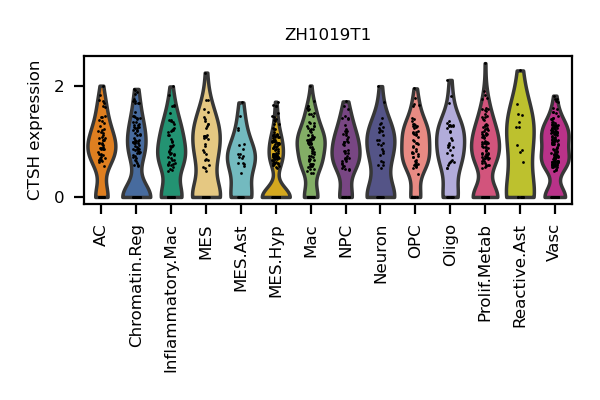 ZH1019T1
CTSH expression
2
0
AC
Chromatin.Reg
Inflammatory.Mac
MES
MES.Ast
MES.Hyp
Mac
NPC
Neuron
OPC
Oligo
Prolif.Metab
Reactive.Ast
Vasc